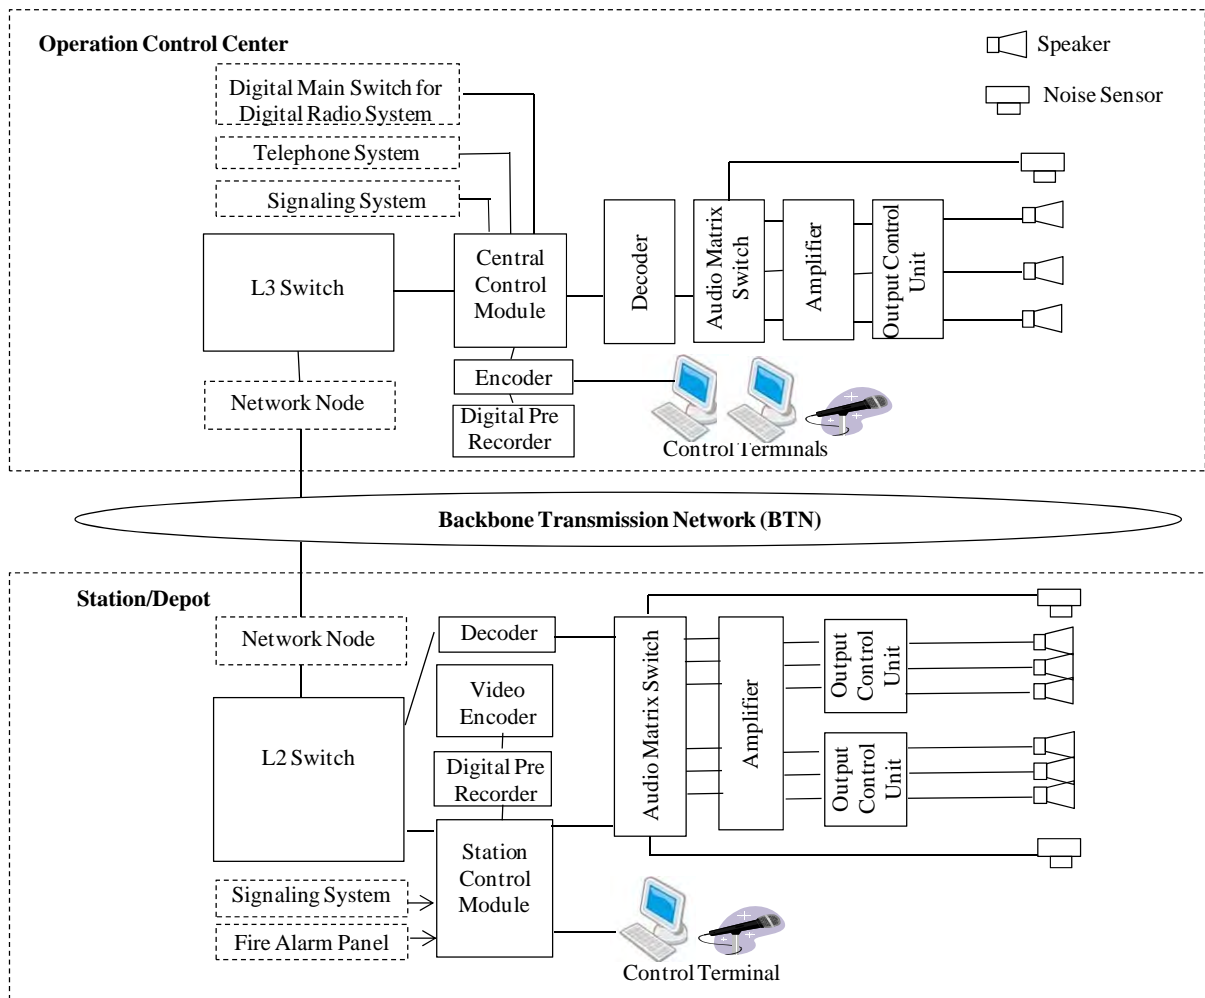 Operation Control Center
Speaker
Noise Sensor
Digital Main Switch for
Digital Radio System
Telephone System
Signaling System
L3 Switch
Central
Control
Module
Decoder
Audio Matrix
Switch
Amplifier
Output Control
Unit
Network Node
Encoder
Digital Pre
Recorder
Control Terminals
Backbone Transmission Network (BTN)
Station/Depot
Network Node
Decoder
Video
Encoder
L2 Switch
Digital Pre
Recorder
Station
Control
Module
Audio Matrix Switch
Amplifier
Output
Control
Unit
Output
Control
Unit
Signaling System
Fire Alarm Panel
Control Terminal